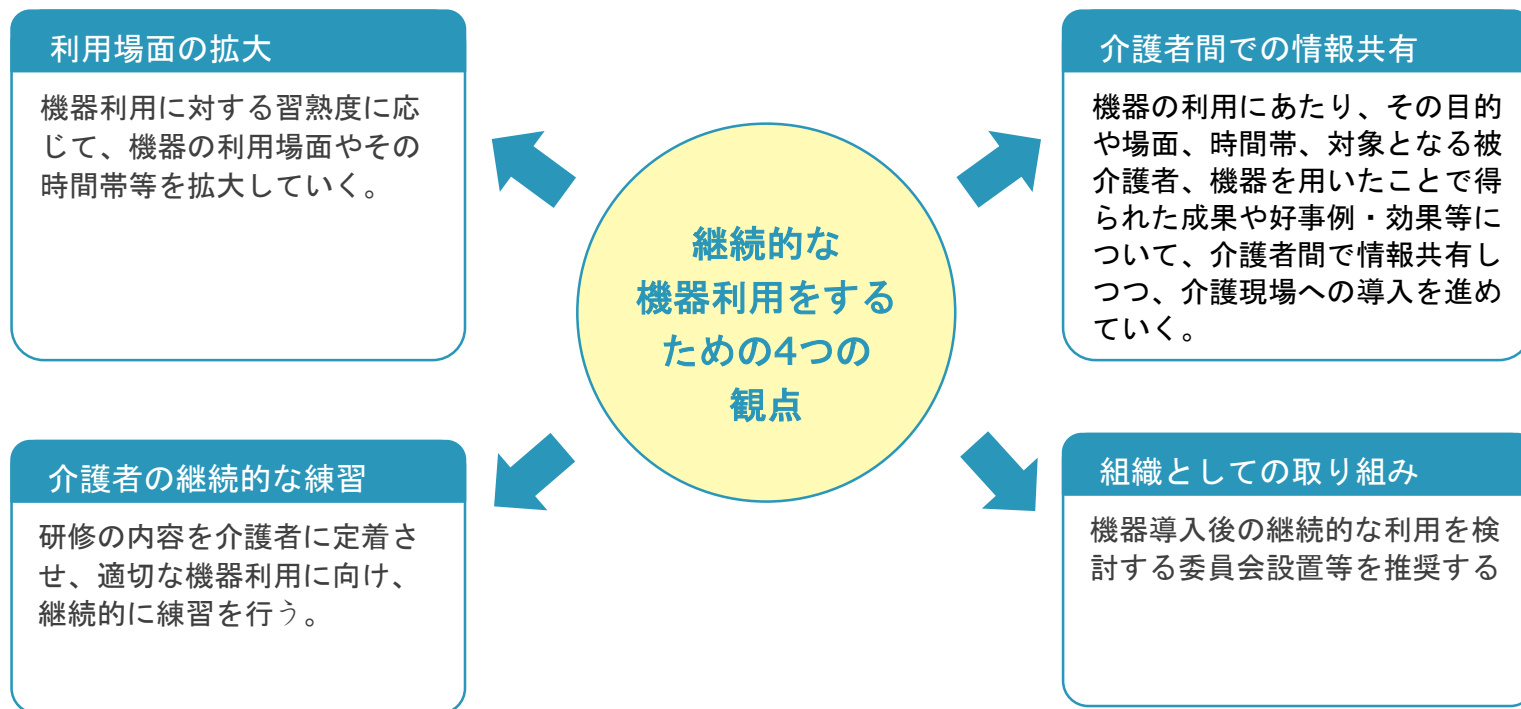 利用場面の拡大
機器利用に対する習熟度に応
じて、機器の利用場面やその
時間帯等を拡大していく。
介護者間での情報共有
機器の利用にあたり、その目的
や場面、時間帯、対象となる被
介護者、機器を用いたことで得
られた成果や好事例・効果等に
ついて、介護者間で情報共有し
つつ、介護現場への導入を進め
ていく。
継続的な
機器利用をする
ための4つの
観点
介護者の継続的な練習
研修の内容を介護者に定着さ
せ、適切な機器利用に向け、
継続的に練習を行う。
組織としての取り組み
機器導入後の継続的な利用を検
討する委員会設置等を推奨する